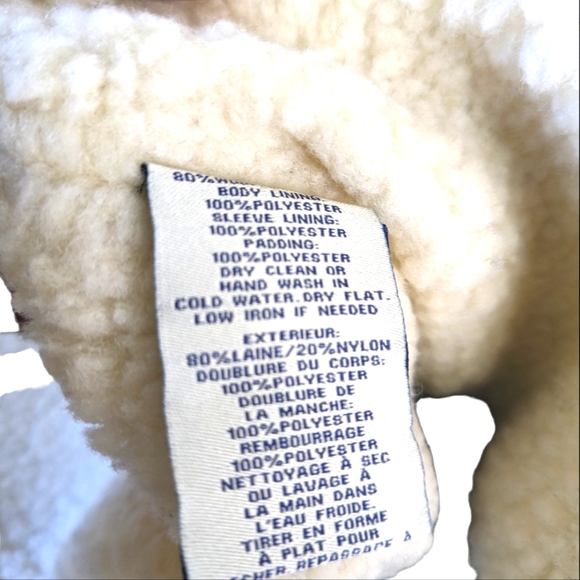 80%WOOL
BODY LINING:
100%POLYESTER
SLEEVE LINING:
100%POLYESTER
PADDING:
100%POLYESTER
DRY CLEAN OR
HAND WASH IN
COLD WATER.DRY FLAT.
LOW IRON IF NEEDED
EXTERIEUR:
80%LAINE/20%NYLON
DOUBLURE DU CORPS:
100%POLYESTER
DOUBLURE DE
LA MANCHE:
100%POLYESTER
REMBOURRAGE
100%POLYESTER
NETTOYAGE À SEC
OU LAVAGE À
LA MAIN DANS
L'EAU FROIDE.
TIRER EN FORME
À PLAT POUR
REPASSAGE À